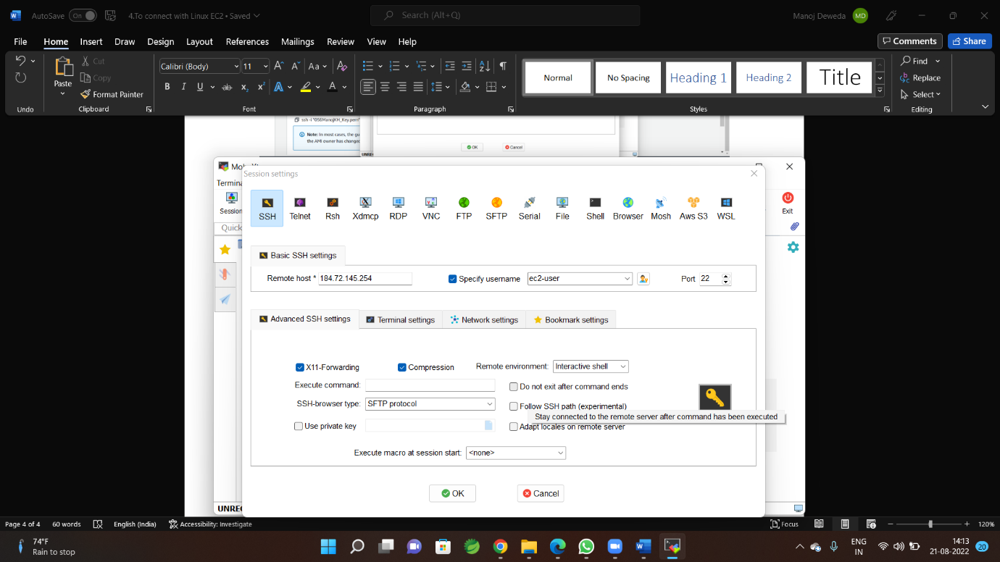 AutoSave On 4.To connect with Linux EC2 • Saved Search (Alt+Q) Manoj Deweda MD
File Home Insert Draw Design Layout References Mailings Review View Help Comments Share
Paste Cut Copy Format Painter
Calibri (Body) 11 Aa
B I U ab x₂ x² A A
Normal No Spacing Heading 1 Heading 2 Title
Find Replace Select
Undo Clipboard Font Paragraph Styles Editing
ssh -i "056ManojKH_Key.pem"
Note: In most cases, the gu
the AMI owner has changed
OK Cancel
UNRE
Session settings
Termina
Session
Quick
Exit
SSH Telnet Rsh Xdmcp RDP VNC FTP SFTP Serial File Shell Browser Mosh Aws S3 WSL
Basic SSH settings
Remote host * 184.72.145.254 Specify username ec2-user Port 22
Advanced SSH settings Terminal settings Network settings Bookmark settings
X11-Forwarding Compression Remote environment: Interactive shell
Execute command: Do not exit after command ends
SSH-browser type: SFTP protocol Follow SSH path (experimental)
Stay connected to the remote server after command has been executed
Use private key Adapt locales on remote server
Execute macro at session start: <none>
OK Cancel
UNRE
Page 4 of 4 60 words English (India) Accessibility: Investigate Focus 120%
74°F
Rain to stop
ENG
IN
14:13
21-08-2022
20